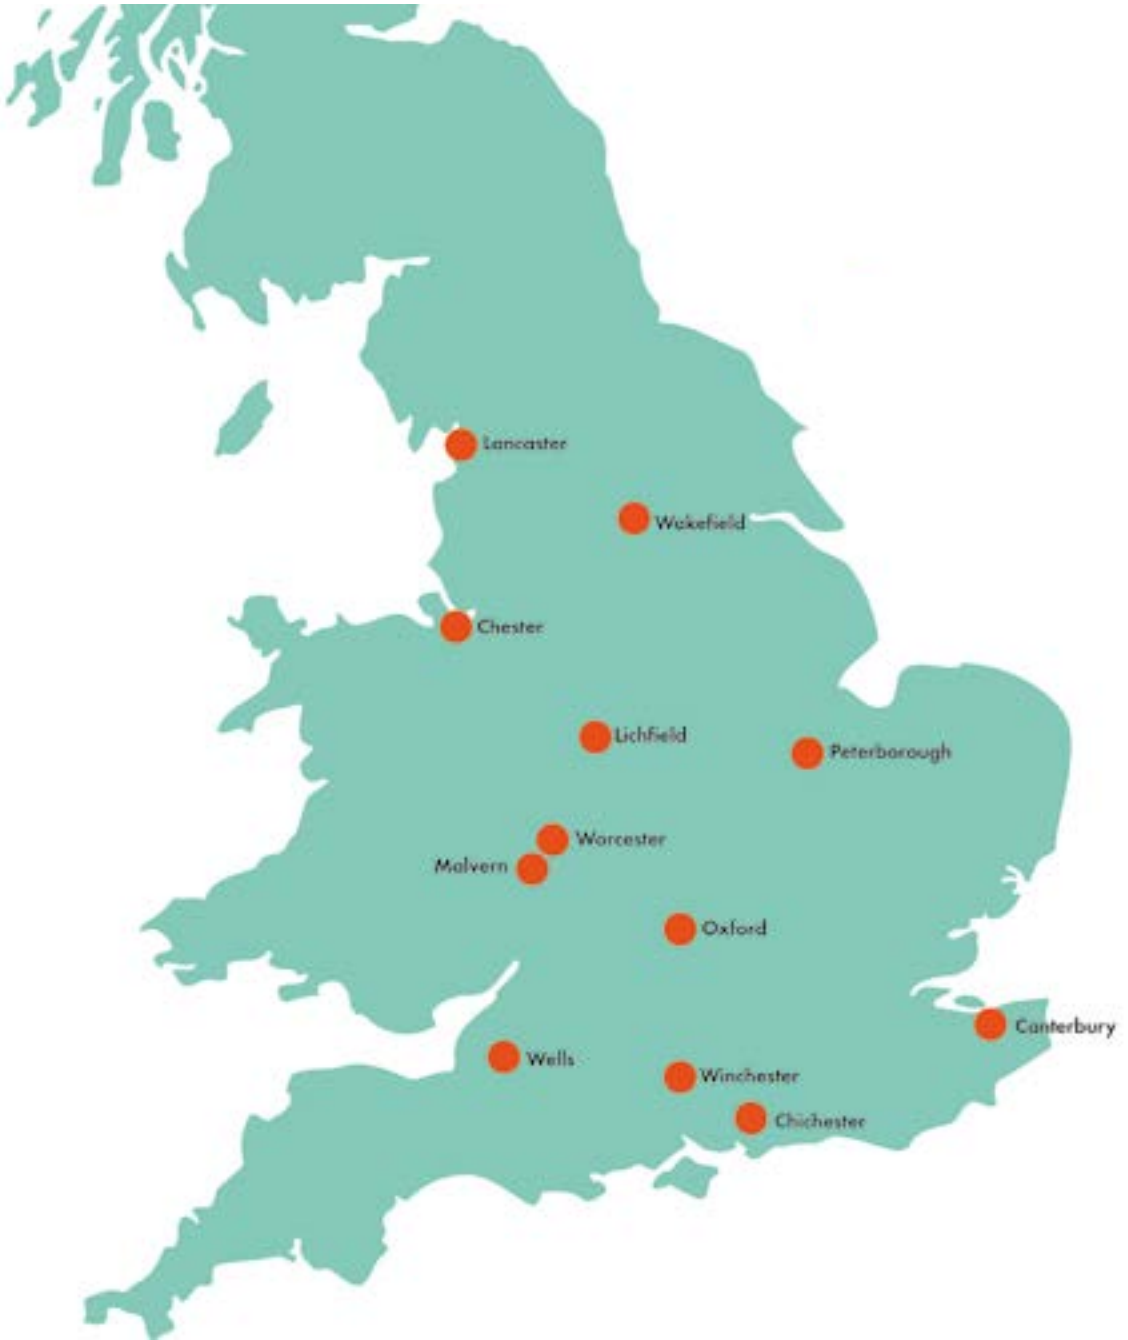 Lancaster
Wakefield
Chester
Lichfield
Peterborough
Worcester
Malvern
Oxford
Canterbury
Wells
Winchester
Chichester